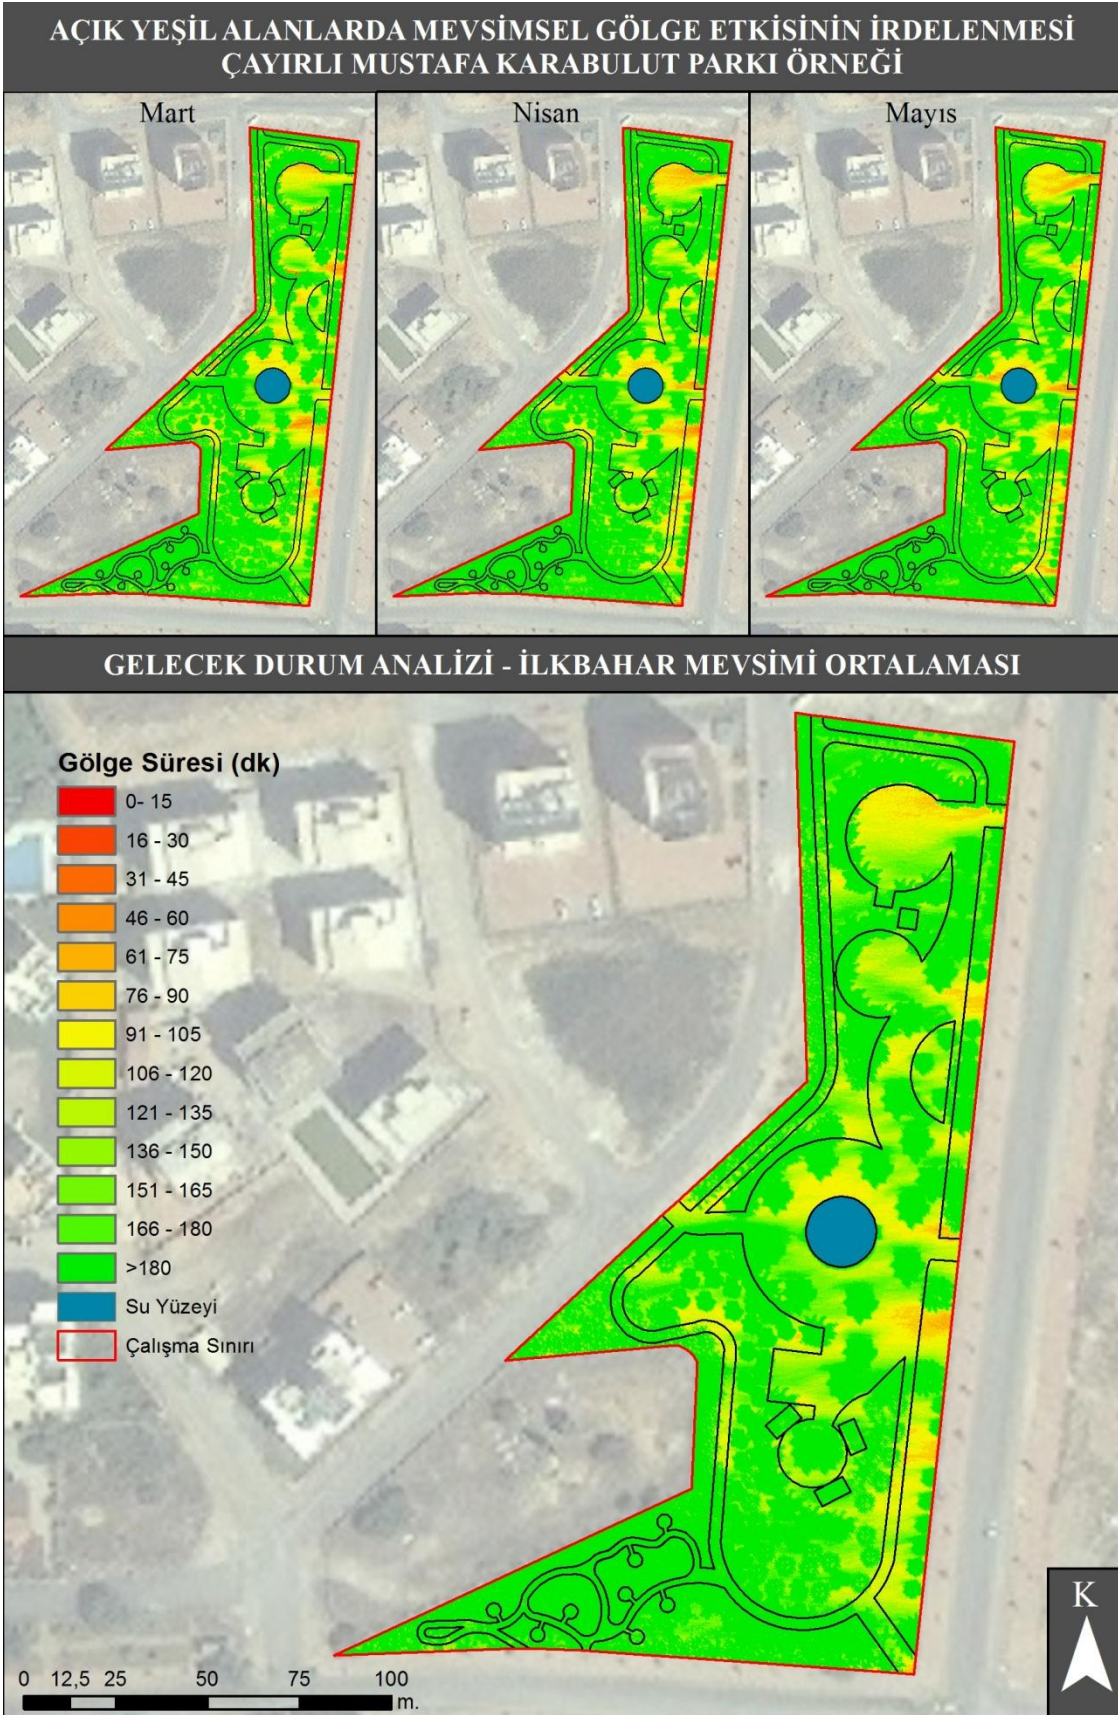 AÇIK YEŞİL ALANLARDA MEVSİMSEL GÖLGE ETKİSİNİN İRDELENMESİ
ÇAYIRLI MUSTAFA KARABULUT PARKI ÖRNEĞİ
Mart
Nisan
Mayıs
GELECEK DURUM ANALİZİ - İLKBAHAR MEVSİMİ ORTALAMASI
Gölge Süresi (dk)
0- 15
16 - 30
31 - 45
46 - 60
61 - 75
76 - 90
91 - 105
106 - 120
121 - 135
136 - 150
151 - 165
166 - 180
>180
Su Yüzeyi
Çalışma Sınırı
0 12,5 25 50 75 100
m.
K